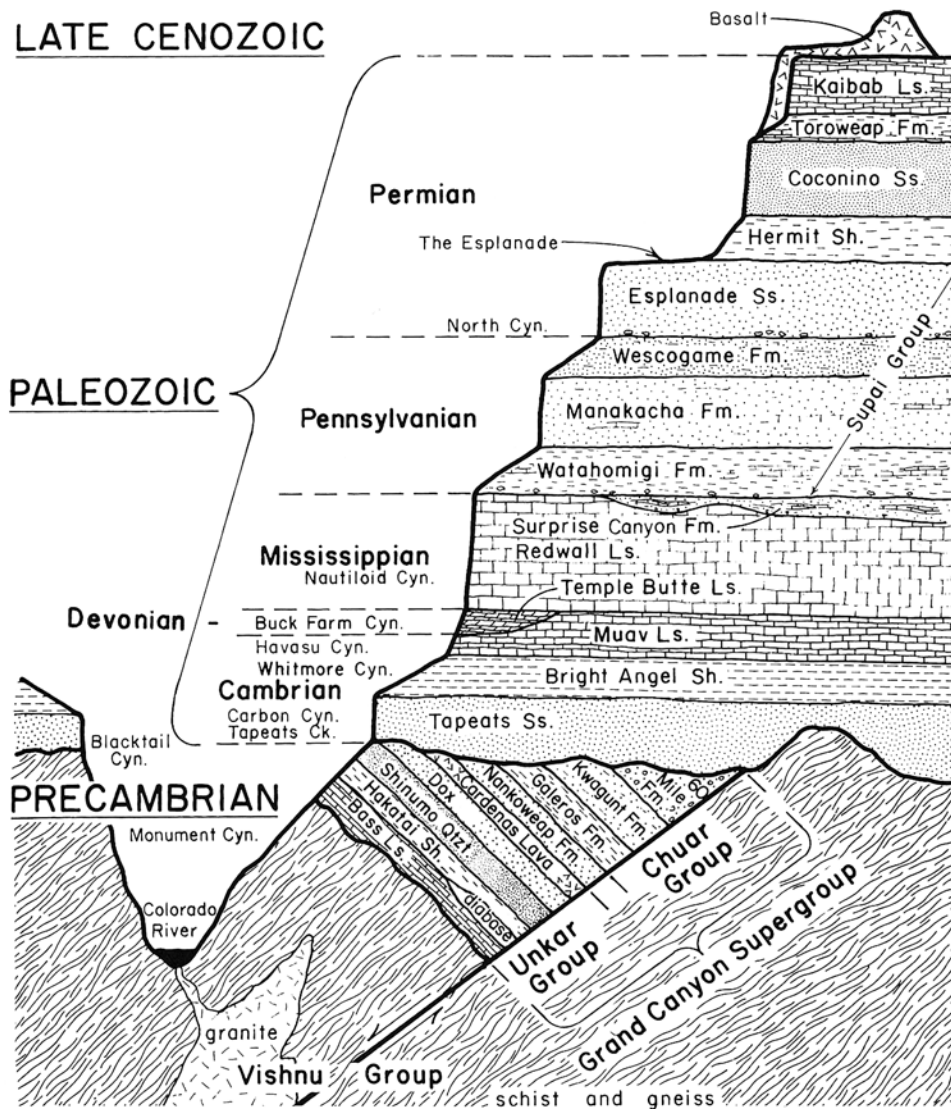 LATE CENOZOIC
Basalt
Kaibab Ls.
Toroweap Fm.
Coconino Ss.
Permian
Hermit Sh.
The Esplanade
Esplanade Ss.
North Cyn.
Wescogame Fm.
Supai Group
PALEOZOIC
Pennsylvanian
Manakacha Fm.
Watahomigi Fm.
Surprise Canyon Fm.
Redwall Ls.
Mississippian
Nautiloid Cyn.
Temple Butte Ls.
Devonian
Buck Farm Cyn.
Havasu Cyn.
Muav Ls.
Whitmore Cyn.
Bright Angel Sh.
Cambrian
Carbon Cyn.
Tapeats Ck.
Tapeats Ss.
Blacktail
Cyn.
PRECAMBRIAN
Monument Cyn.
Colorado
River
Bass Ls.
diabase
Hakatai Sh.
Shinumo Qtzt
Dox
Cardenas Lava
Nankoweap Fm.
Galeros Fm.
Kwagunt Fm.
60
Mile
Fm.
Chuar
Group
Unkar
Group
Grand Canyon Supergroup
granite
Vishnu Group
schist and gneiss